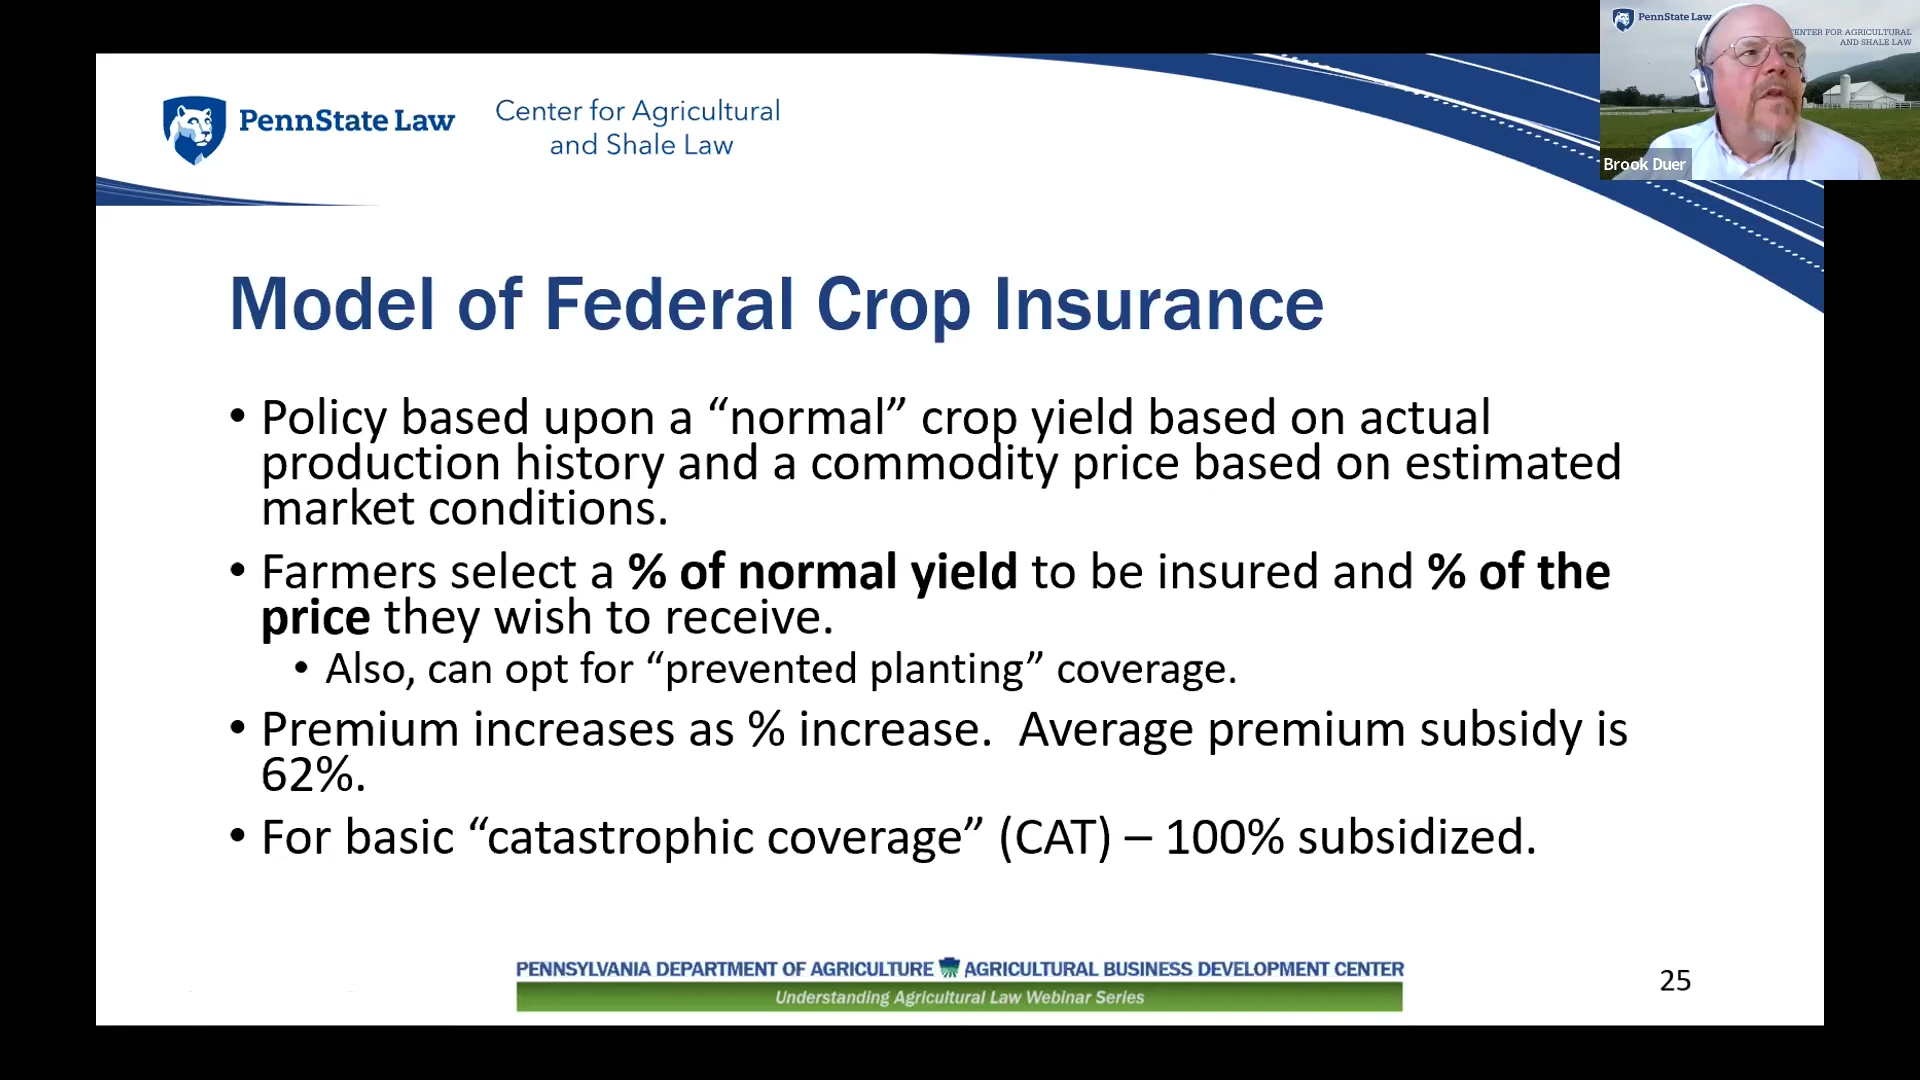 PennState Law
Center for Agricultural
and Shale Law
PennState Law
CENTER FOR AGRICULTURAL
AND SHALE LAW
Brook Duer
Model of Federal Crop Insurance
• Policy based upon a “normal” crop yield based on actual
production history and a commodity price based on estimated
market conditions.
• Farmers select a % of normal yield to be insured and % of the
price they wish to receive.
• Also, can opt for “prevented planting” coverage.
• Premium increases as % increase.  Average premium subsidy is
62%.
• For basic “catastrophic coverage” (CAT) – 100% subsidized.
PENNSYLVANIA DEPARTMENT OF AGRICULTURE AGRICULTURAL BUSINESS DEVELOPMENT CENTER
Understanding Agricultural Law Webinar Series
25